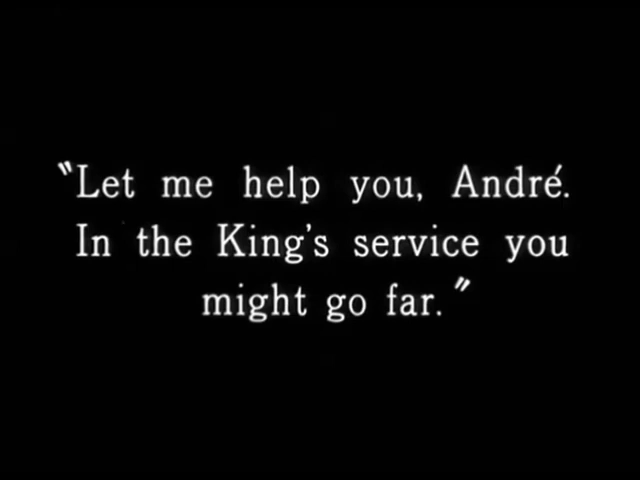 "Let me help you, André.
In the King's service you
might go far."